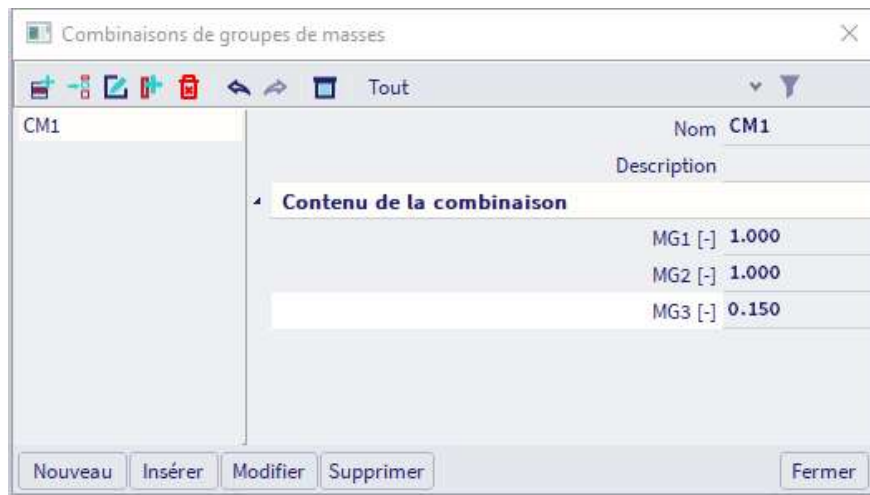 Combinaisons de groupes de masses
Tout
CM1
Nom CM1
Description
Contenu de la combinaison
MG1 [-] 1.000
MG2 [-] 1.000
MG3 [-] 0.150
Nouveau Insérer Modifier Supprimer Fermer